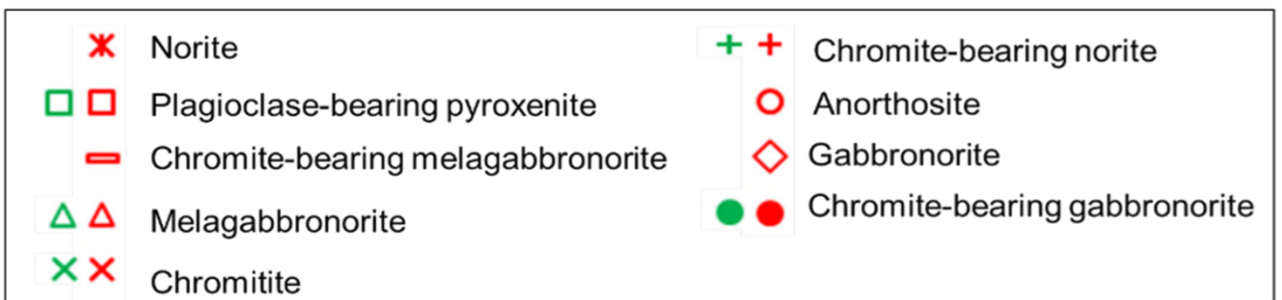 Norite
Plagioclase-bearing pyroxenite
Chromite-bearing melagabbronorite
Melagabbronorite
Chromitite
Chromite-bearing norite
Anorthosite
Gabbronorite
Chromite-bearing gabbronorite